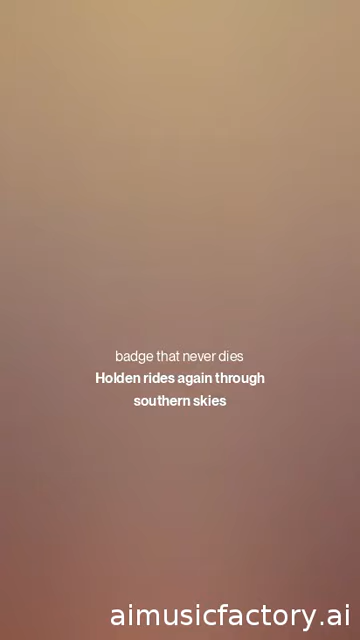 badge that never dies
Holden rides again through
southern skies
aimusicfactory.ai